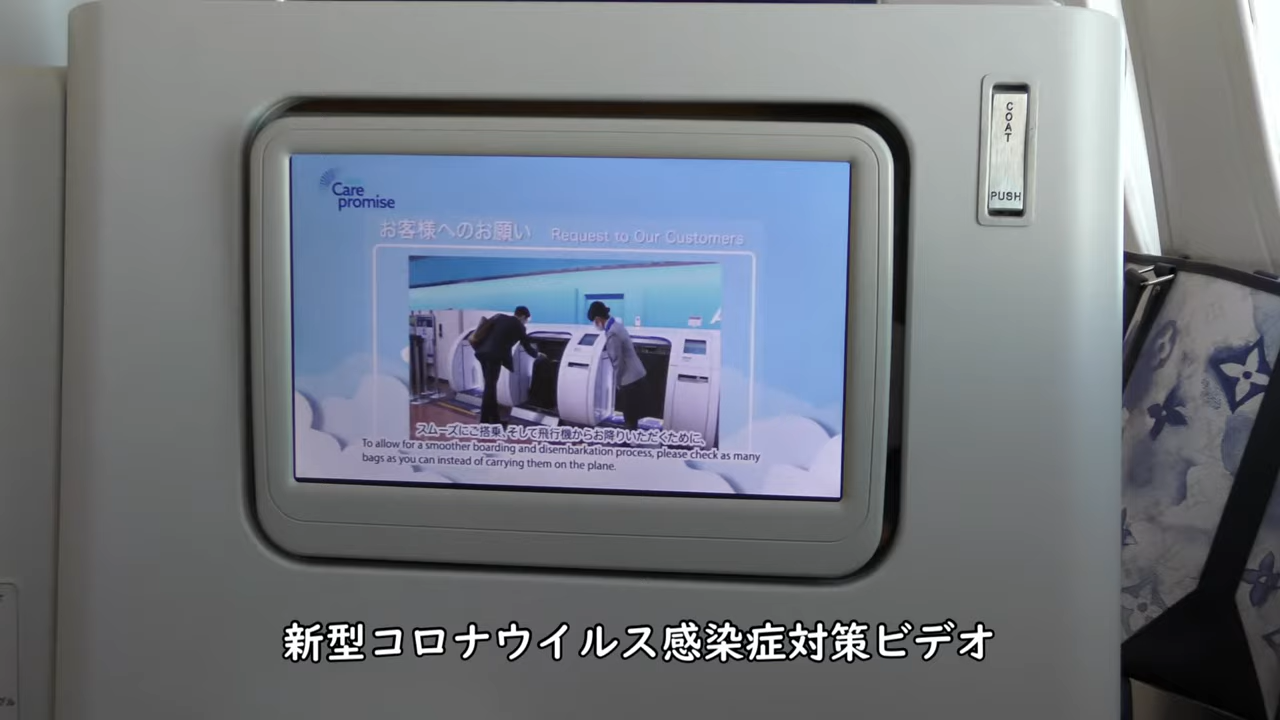 COAT
PUSH
Care
promise
お客様へのお願い Request to Our Customers
スムーズにご搭乗、そして飛行機からお降りいただくために、
To allow for a smoother boarding and disembarkation process, please check as many
bags as you can instead of carrying them on the plane.
新型コロナウイルス感染症対策ビデオ